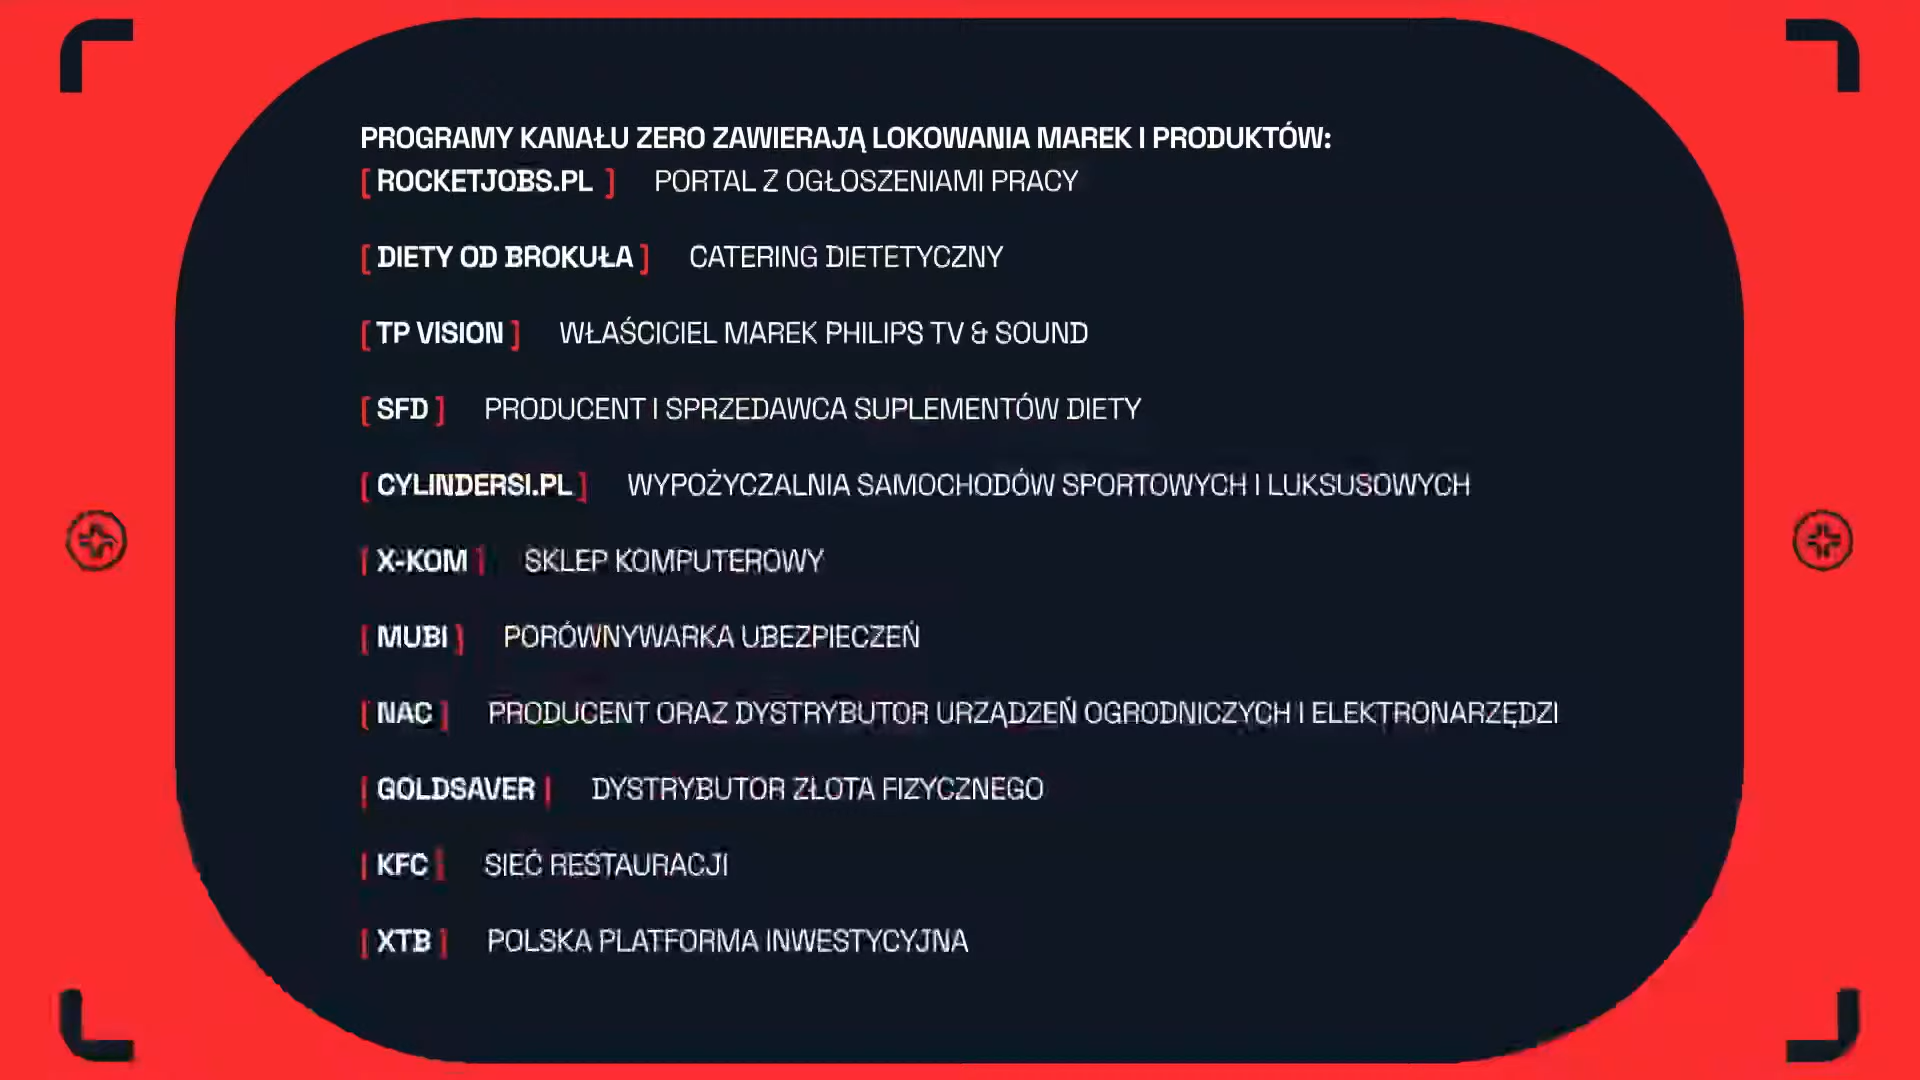 PROGRAMY KANAŁU ZERO ZAWIERAJĄ LOKOWANIA MAREK I PRODUKTÓW:
[ ROCKETJOBS.PL ] PORTAL Z OGŁOSZENIAMI PRACY
[ DIETY OD BROKUŁA ] CATERING DIETETYCZNY
[ TP VISION ] WŁAŚCICIEL MAREK PHILIPS TV & SOUND
[ SFD ] PRODUCENT I SPRZEDAWCA SUPLEMENTÓW DIETY
[ CYLINDERSI.PL ] WYPOŻYCZALNIA SAMOCHODÓW SPORTOWYCH I LUKSUSOWYCH
[ X-KOM ] SKLEP KOMPUTEROWY
[ MUBI ] PORÓWNYWARKA UBEZPIECZEŃ
[ NAC ] PRODUCENT ORAZ DYSTRYBUTOR URZĄDZEŃ OGRODNICZYCH I ELEKTRONARZĘDZI
[ GOLDSAVER ] DYSTRYBUTOR ZŁOTA FIZYCZNEGO
[ KFC ] SIEĆ RESTAURACJI
[ XTB ] POLSKA PLATFORMA INWESTYCYJNA